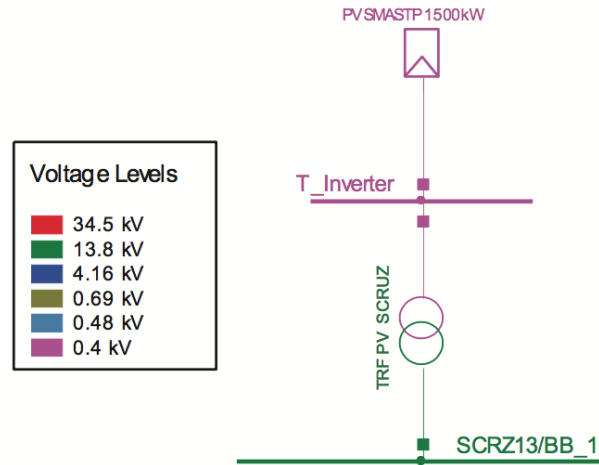 PVSMASTP1500kW
Voltage Levels
34.5 kV
13.8 kV
4.16 kV
0.69 kV
0.48 kV
0.4 kV
T_Inverter
TRF PV SCRUZ
SCRZ13/BB_1